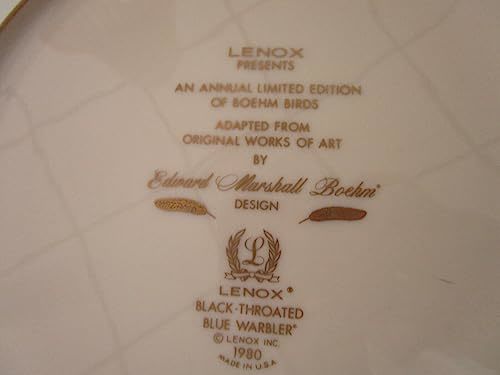 LENOX
PRESENTS
AN ANNUAL LIMITED EDITION
OF BOEHM BIRDS
ADAPTED FROM
ORIGINAL WORKS OF ART
BY
Edward Marshall Boehm®
DESIGN
L
LENOX®
BLACK-THROATED
BLUE WARBLER®
© LENOX INC.
1980
MADE IN U.S.A.